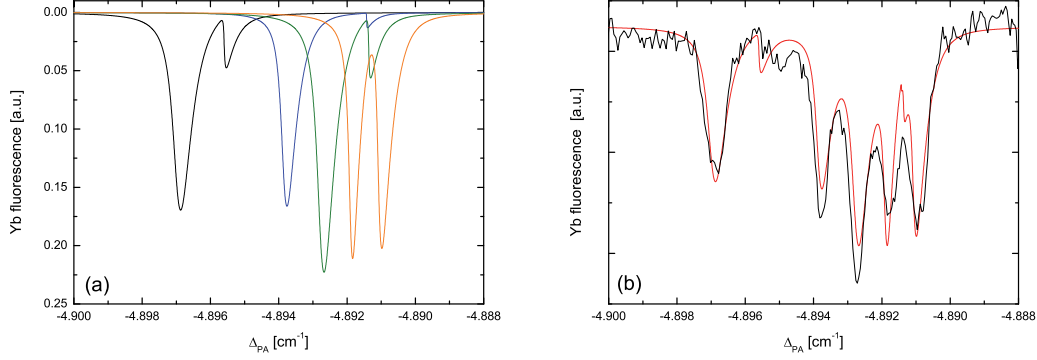 0.00
0.05
0.10
0.15
0.20
0.25
Yb fluorescence [a.u.]
(a)
-4.900 -4.898 -4.896 -4.894 -4.892 -4.890 -4.888
Δ_PA [cm⁻¹]
Yb fluorescence [a.u.]
(b)
-4.900 -4.898 -4.896 -4.894 -4.892 -4.890 -4.888
Δ_PA [cm⁻¹]